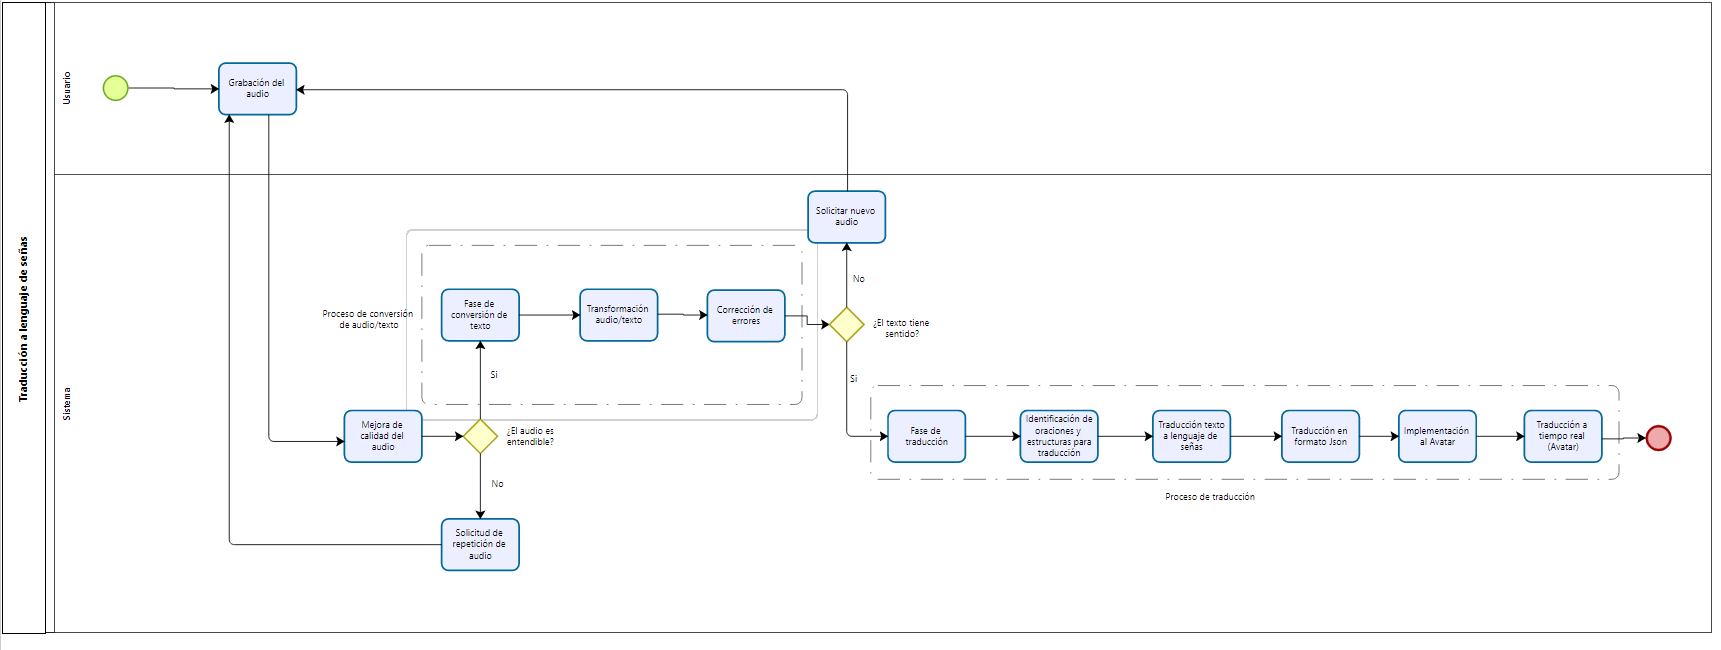 Traducción a lenguaje de señas
Usuario
Grabación del
audio
Sistema
Solicitar nuevo
audio
Proceso de conversión
de audio/texto
Fase de
conversión de
texto
Transformación
audio/texto
Corrección de
errores
No
¿El texto tiene
sentido?
Si
Si
Mejora de
calidad del
audio
¿El audio es
entendible?
No
Solicitud de
repetición de
audio
Fase de
traducción
Identificación de
oraciones y
estructuras para
traducción
Traducción texto
a lenguaje de
señas
Traducción en
formato Json
Implementación
al Avatar
Traducción a
tiempo real
(Avatar)
Proceso de traducción